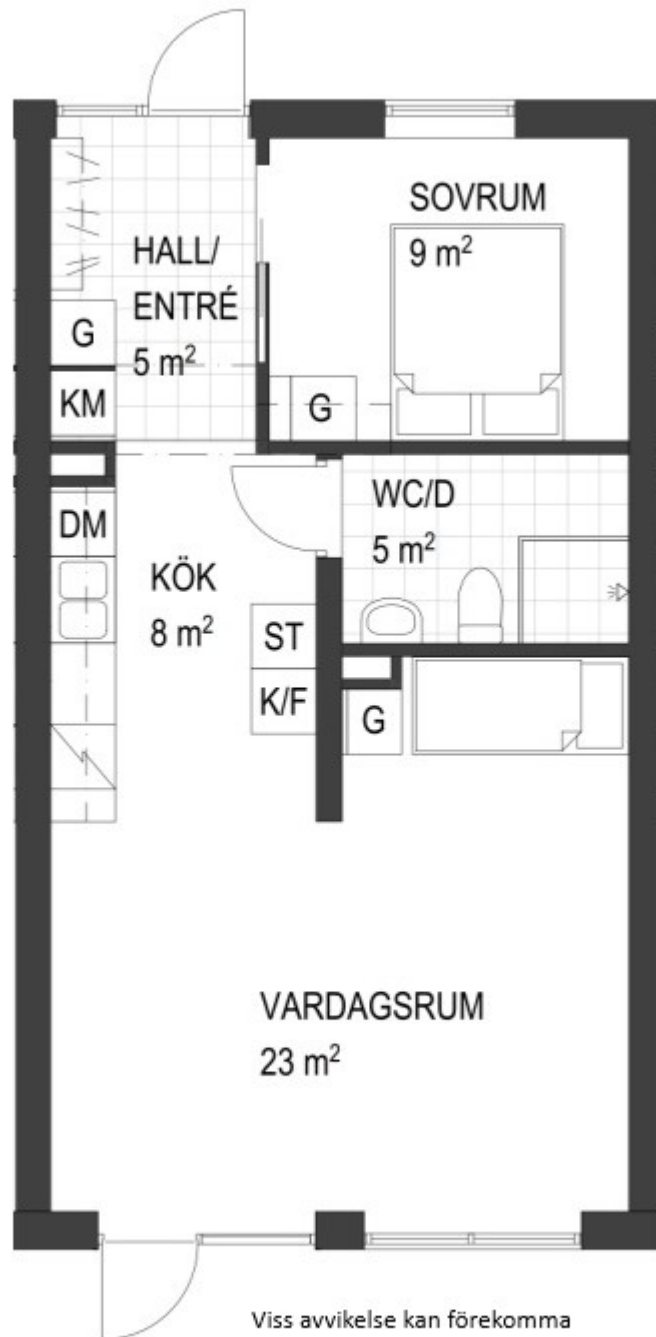 SOVRUM
9 m²
HALL/
ENTRÉ
5 m²
G
KM
G
DM
WC/D
5 m²
KÖK
8 m²
ST
K/F
G
VARDAGSRUM
23 m²
Viss avvikelse kan förekomma